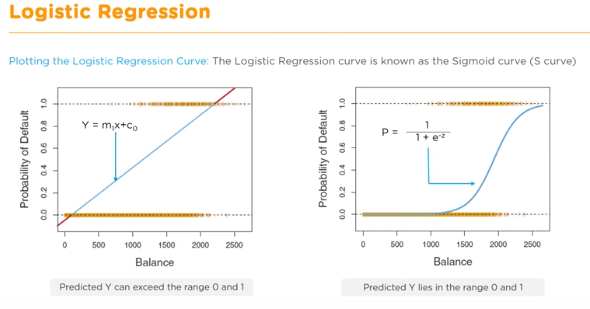 Logistic Regression
Plotting the Logistic Regression Curve: The Logistic Regression curve is known as the Sigmoid curve (S curve)
Probability of Default
1.0
0.8
0.6
0.4
0.2
0.0
Y = m₁x+c₀
0 500 1000 1500 2000 2500
Balance
Predicted Y can exceed the range 0 and 1
Probability of Default
1.0
0.8
0.6
0.4
0.2
0.0
P = 1
1 + e⁻ᶻ
0 500 1000 1500 2000 2500
Balance
Predicted Y lies in the range 0 and 1